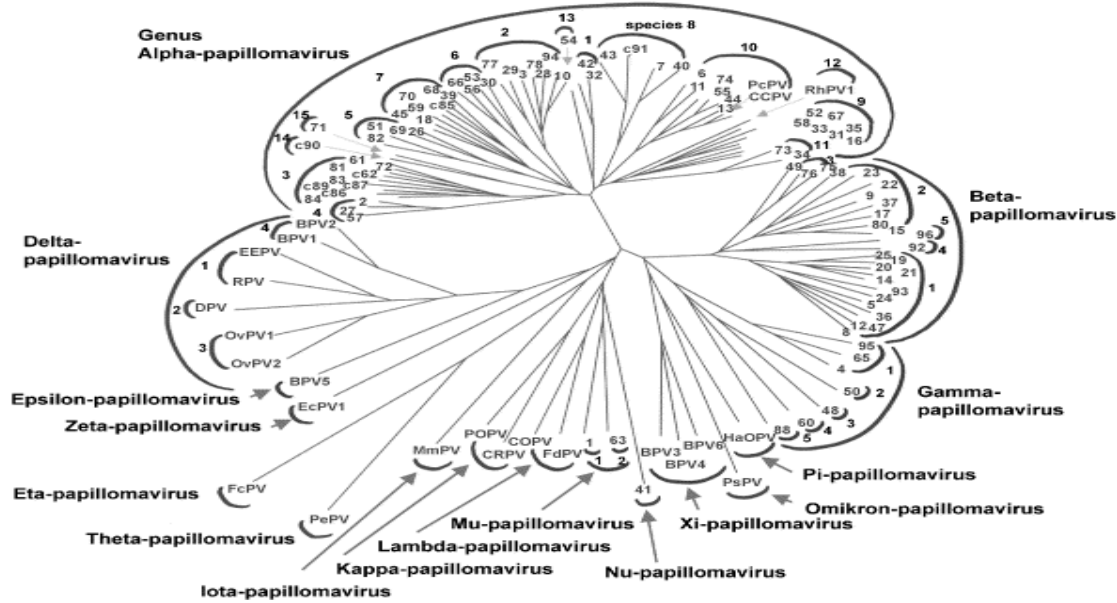 Genus
Alpha-papillomavirus
13
54
2
1
species 8
94
42
43
c91
6
77
78
40
10
7
53
29
3
28
10
32
7
6
74
PcPV
12
66
30
56
11
55
44
CCPV
RhPV1
68
70
39
c85
59
13
9
15
5
45
18
52
67
71
51
69
26
58
33
31
35
14
c90
82
16
11
61
73
34
3
3
81
72
49
76
75
38
23
83
c62
22
2
c89
c87
9
c86
37
84
2
17
4
27
57
80
15
5
96
Beta-
papillomavirus
4
BPV2
92
4
BPV1
25
19
Delta-
papillomavirus
EEPV
20
21
1
RPV
14
93
1
24
5
2
DPV
36
12
47
8
OvPV1
95
3
65
OvPV2
4
1
BPV5
50
2
Gamma-
papillomavirus
Epsilon-papillomavirus
EcPV1
48
3
Zeta-papillomavirus
60
4
88
5
POPV
COPV
1
63
HaOPV
MmPV
CRPV
FdPV
1
2
BPV3
BPV6
BPV4
Pi-papillomavirus
Eta-papillomavirus
FcPV
41
PsPV
PePV
Omikron-papillomavirus
Theta-papillomavirus
Mu-papillomavirus
Xi-papillomavirus
Lambda-papillomavirus
Kappa-papillomavirus
Nu-papillomavirus
Iota-papillomavirus